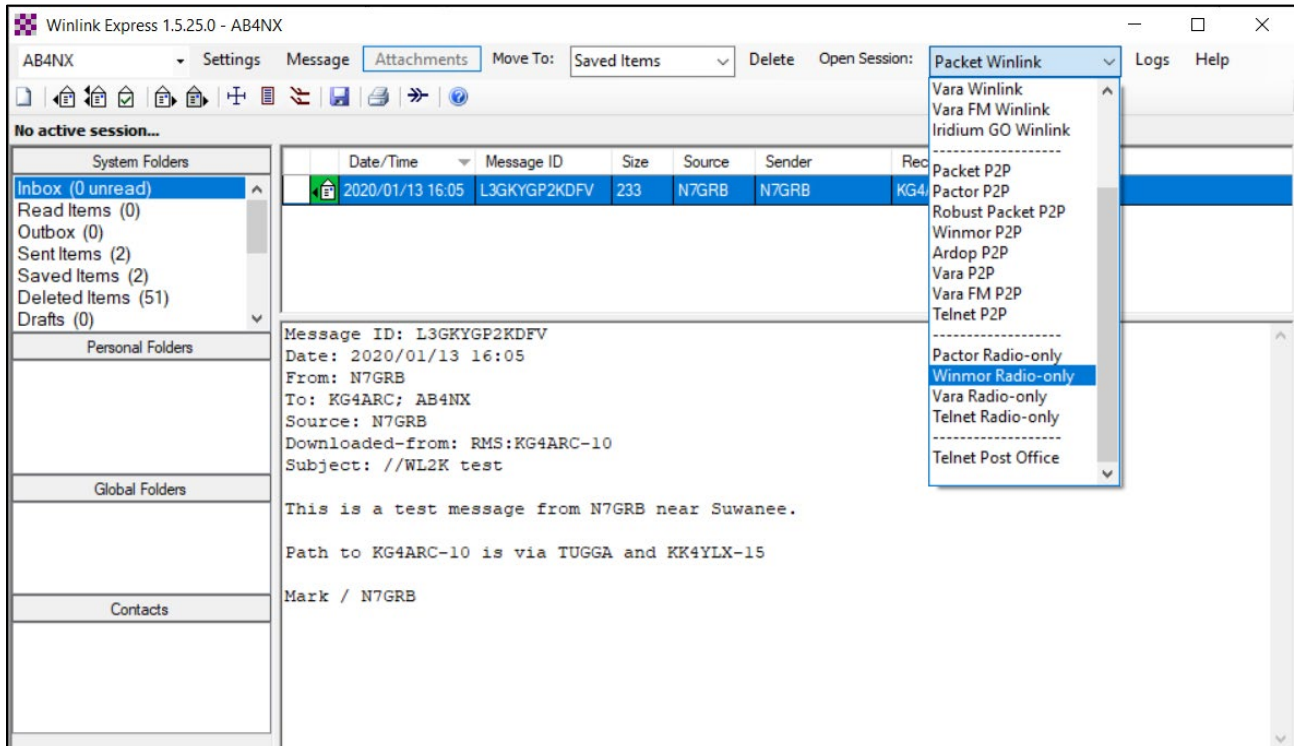 Winlink Express 1.5.25.0 - AB4NX
AB4NX Settings Message Attachments Move To: Saved Items Delete Open Session: Packet Winlink Logs Help
No active session...
System Folders
Inbox (0 unread)
Read Items (0)
Outbox (0)
Sent Items (2)
Saved Items (2)
Deleted Items (51)
Drafts (0)
Personal Folders
Global Folders
Contacts
Date/Time Message ID Size Source Sender
2020/01/13 16:05 L3GKYGP2KDFV 233 N7GRB N7GRB
Message ID: L3GKYGP2KDFV
Date: 2020/01/13 16:05
From: N7GRB
To: KG4ARC; AB4NX
Source: N7GRB
Downloaded-from: RMS:KG4ARC-10
Subject: //WL2K test
This is a test message from N7GRB near Suwanee.
Path to KG4ARC-10 is via TUGGA and KK4YLX-15
Mark / N7GRB
Vara Winlink
Vara FM Winlink
Iridium GO Winlink
-------------------
Packet P2P
Pactor P2P
Robust Packet P2P
Winmor P2P
Ardop P2P
Vara P2P
Vara FM P2P
Telnet P2P
-------------------
Pactor Radio-only
Winmor Radio-only
Vara Radio-only
Telnet Radio-only
-------------------
Telnet Post Office